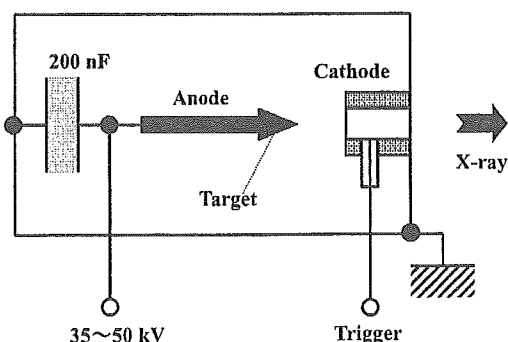 200 nF
Cathode
Anode
X-ray
Target
35～50 kV
Trigger